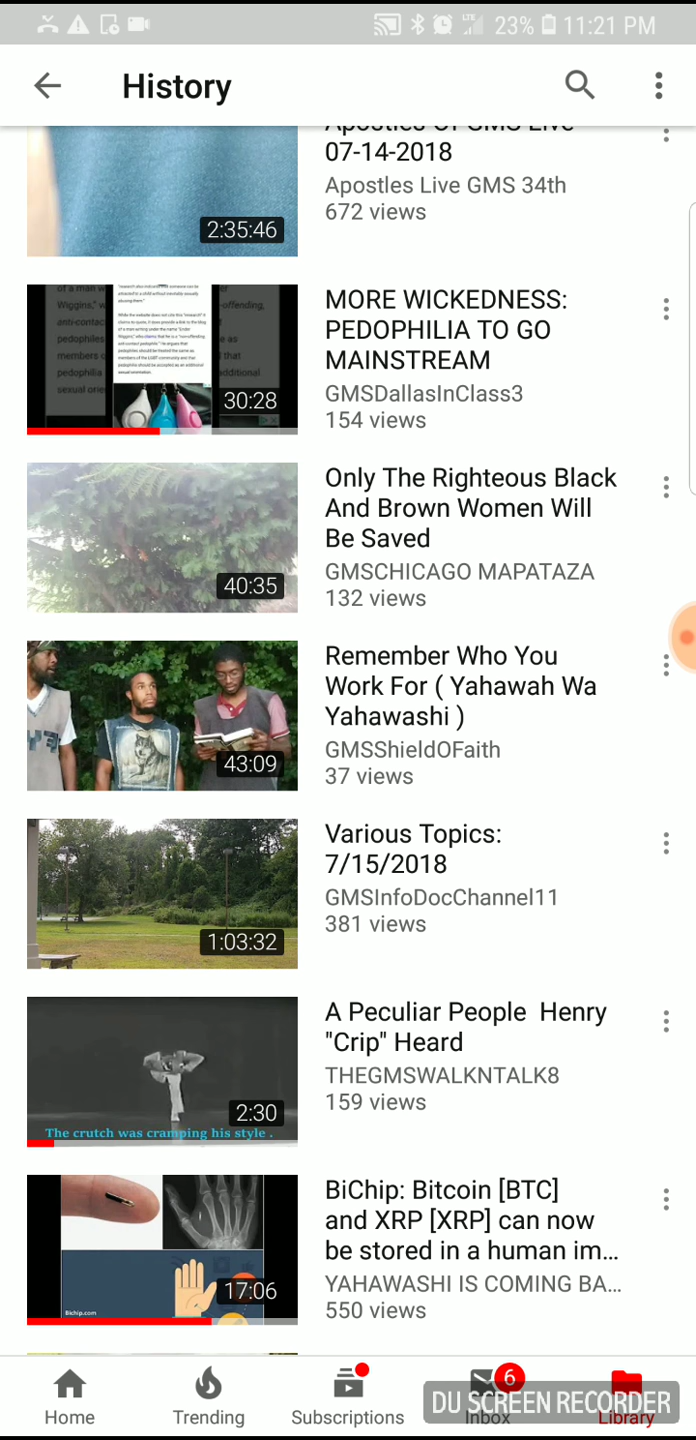 LTE 23% 11:21 PM
History
07-14-2018
Apostles Live GMS 34th
672 views
2:35:46
MORE WICKEDNESS:
PEDOPHILIA TO GO
MAINSTREAM
GMSDallasInClass3
154 views
30:28
Only The Righteous Black
And Brown Women Will
Be Saved
GMSCHICAGO MAPATAZA
132 views
40:35
Remember Who You
Work For ( Yahawah Wa
Yahawashi )
GMSShieldOFaith
37 views
43:09
Various Topics:
7/15/2018
GMSInfoDocChannel11
381 views
1:03:32
A Peculiar People Henry
"Crip" Heard
THEGMSWALKNTALK8
159 views
2:30
The crutch was cramping his style .
BiChip: Bitcoin [BTC]
and XRP [XRP] can now
be stored in a human im...
YAHAWASHI IS COMING BA...
550 views
17:06
Bichip.com
6
DU SCREEN RECORDER
Home Trending Subscriptions Inbox Library